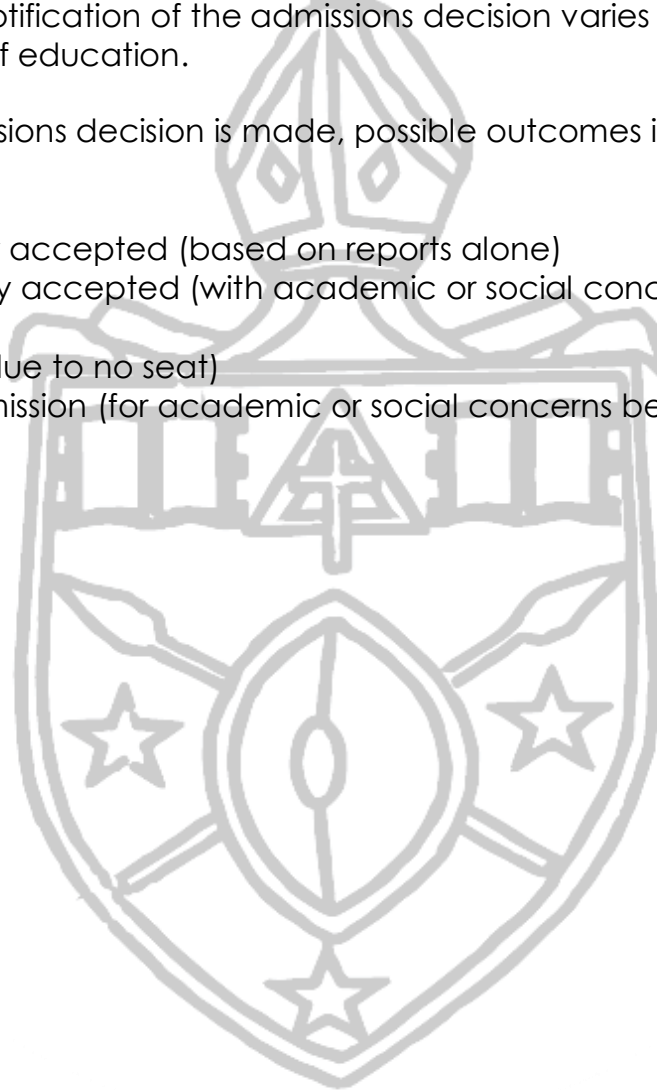 otification of the admissions decision varies
f education.
sions decision is made, possible outcomes i
accepted (based on reports alone)
y accepted (with academic or social conc
lue to no seat)
nission (for academic or social concerns be